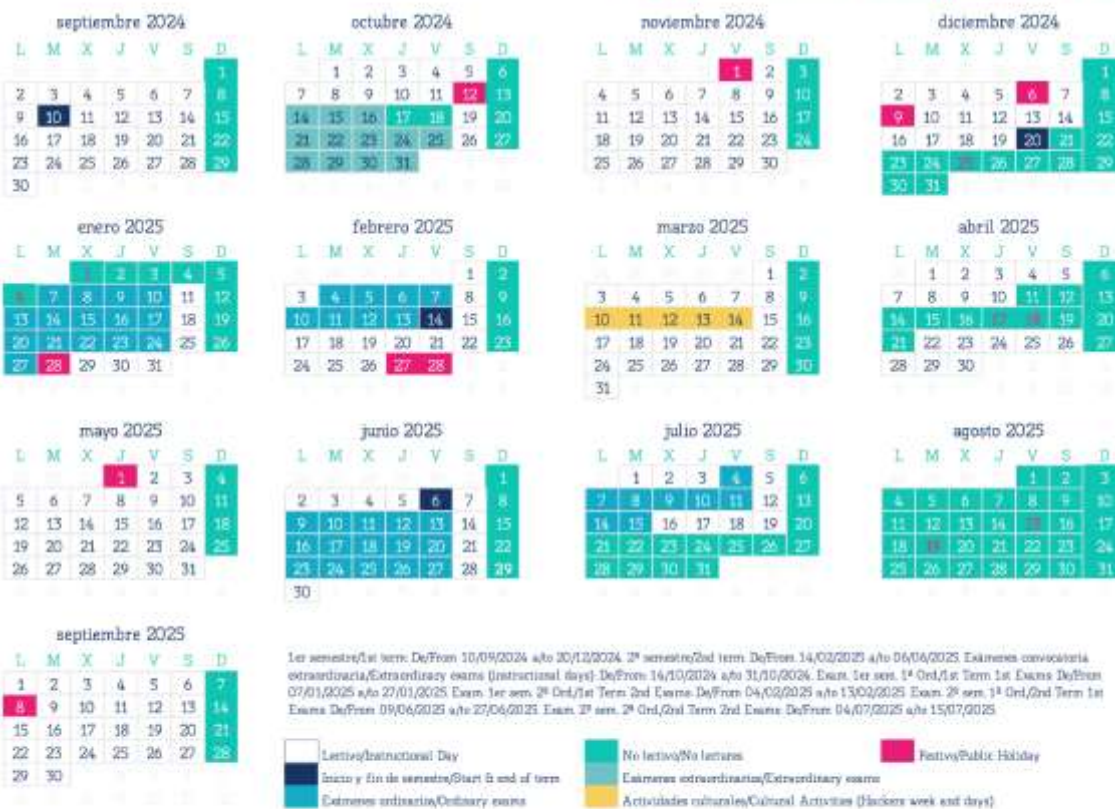 septiembre 2024 octubre 2024 noviembre 2024 diciembre 2024
L M X J V S D L M X J V S D L M X J V S D L M X J V S D
1 1 2 3 4 5 6 1 2 3 1
2 3 4 5 6 7 8 7 8 9 10 11 12 13 4 5 6 7 8 9 10 2 3 4 5 6 7 8
9 10 11 12 13 14 15 14 15 16 17 18 19 20 11 12 13 14 15 16 17 9 10 11 12 13 14 15
16 17 18 19 20 21 22 21 22 23 24 25 26 27 18 19 20 21 22 23 24 16 17 18 19 20 21 22
23 24 25 26 27 28 29 28 29 30 31 25 26 27 28 29 30 23 24 25 26 27 28 29
30 30 31
enero 2025 febrero 2025 marzo 2025 abril 2025
L M X J V S D L M X J V S D L M X J V S D L M X J V S D
1 2 3 4 5 1 2 1 2 1 2 3 4 5 6
6 7 8 9 10 11 12 3 4 5 6 7 8 9 3 4 5 6 7 8 9 7 8 9 10 11 12 13
13 14 15 16 17 18 19 10 11 12 13 14 15 16 10 11 12 13 14 15 16 14 15 16 17 18 19 20
20 21 22 23 24 25 26 17 18 19 20 21 22 23 17 18 19 20 21 22 23 21 22 23 24 25 26 27
27 28 29 30 31 24 25 26 27 28 24 25 26 27 28 29 30 28 29 30
31
mayo 2025 junio 2025 julio 2025 agosto 2025
L M X J V S D L M X J V S D L M X J V S D L M X J V S D
1 2 3 4 1 1 2 3 4 5 6 1 2 3
5 6 7 8 9 10 11 2 3 4 5 6 7 8 7 8 9 10 11 12 13 4 5 6 7 8 9 10
12 13 14 15 16 17 18 9 10 11 12 13 14 15 14 15 16 17 18 19 20 11 12 13 14 15 16 17
19 20 21 22 23 24 25 16 17 18 19 20 21 22 21 22 23 24 25 26 27 18 19 20 21 22 23 24
26 27 28 29 30 31 23 24 25 26 27 28 29 28 29 30 31 25 26 27 28 29 30 31
30
septiembre 2025
L M X J V S D
1 2 3 4 5 6 7
8 9 10 11 12 13 14
15 16 17 18 19 20 21
22 23 24 25 26 27 28
29 30
1er semestre/1st term: De/From 10/09/2024 a/to 20/12/2024. 2º semestre/2nd term: De/From 14/02/2025 a/to 06/06/2025. Exámenes convocatoria
extraordinaria/Extraordinary exams (instructional days): De/From: 14/10/2024 a/to 31/10/2024. Exam. 1er sem. 1ª Ord./1st Term 1st Exams: De/From
07/01/2025 a/to 27/01/2025. Exam. 1er sem. 2ª Ord./1st Term 2nd Exams: De/From 04/02/2025 a/to 13/02/2025. Exam. 2º sem. 1ª Ord./2nd Term 1st
Exams: De/From 09/06/2025 a/to 27/06/2025. Exam. 2º sem. 2ª Ord./2nd Term 2nd Exams: De/From 04/07/2025 a/to 15/07/2025
Lectivo/Instructional Day No lectivo/No lectures Festivo/Public Holiday
Inicio y fin de semestre/Start & end of term Exámenes extraordinarios/Extraordinary exams
Exámenes ordinarios/Ordinary exams Actividades culturales/Cultural Activities (Hackers week and days)